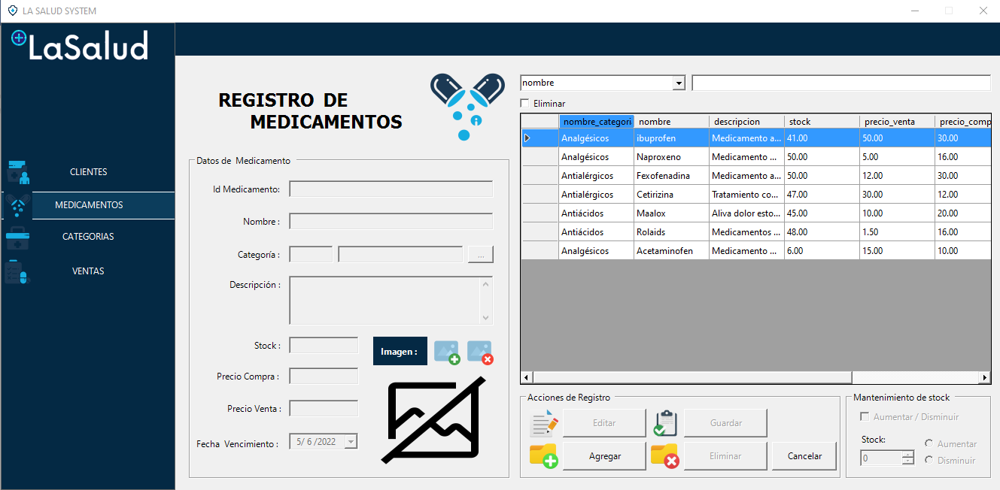 LA SALUD SYSTEM
LaSalud
CLIENTES
MEDICAMENTOS
CATEGORIAS
VENTAS
REGISTRO DE
MEDICAMENTOS
Datos de Medicamento
Id Medicamento:
Nombre :
Categoría :
...
Descripción :
Stock :
Imagen :
Precio Compra :
Precio Venta :
Fecha Vencimiento :
5/ 6 /2022
nombre
Eliminar
nombre_categori nombre descripcion stock precio_venta precio_comp
Analgésicos ibuprofen Medicamento a... 41.00 50.00 30.00
Analgésicos Naproxeno Medicamento ... 50.00 5.00 16.00
Antialérgicos Fexofenadina Medicamento a... 50.00 12.00 30.00
Antialérgicos Cetirizina Tratamiento co... 47.00 30.00 12.00
Antiácidos Maalox Aliva dolor esto... 45.00 10.00 20.00
Antiácidos Rolaids Medicamentos ... 48.00 1.50 16.00
Analgésicos Acetaminofen Medicamento ... 6.00 15.00 10.00
Acciones de Registro
Editar
Guardar
Agregar
Eliminar
Cancelar
Mantenimiento de stock
Aumentar / Disminuir
Stock:
0
Aumentar
Disminuir